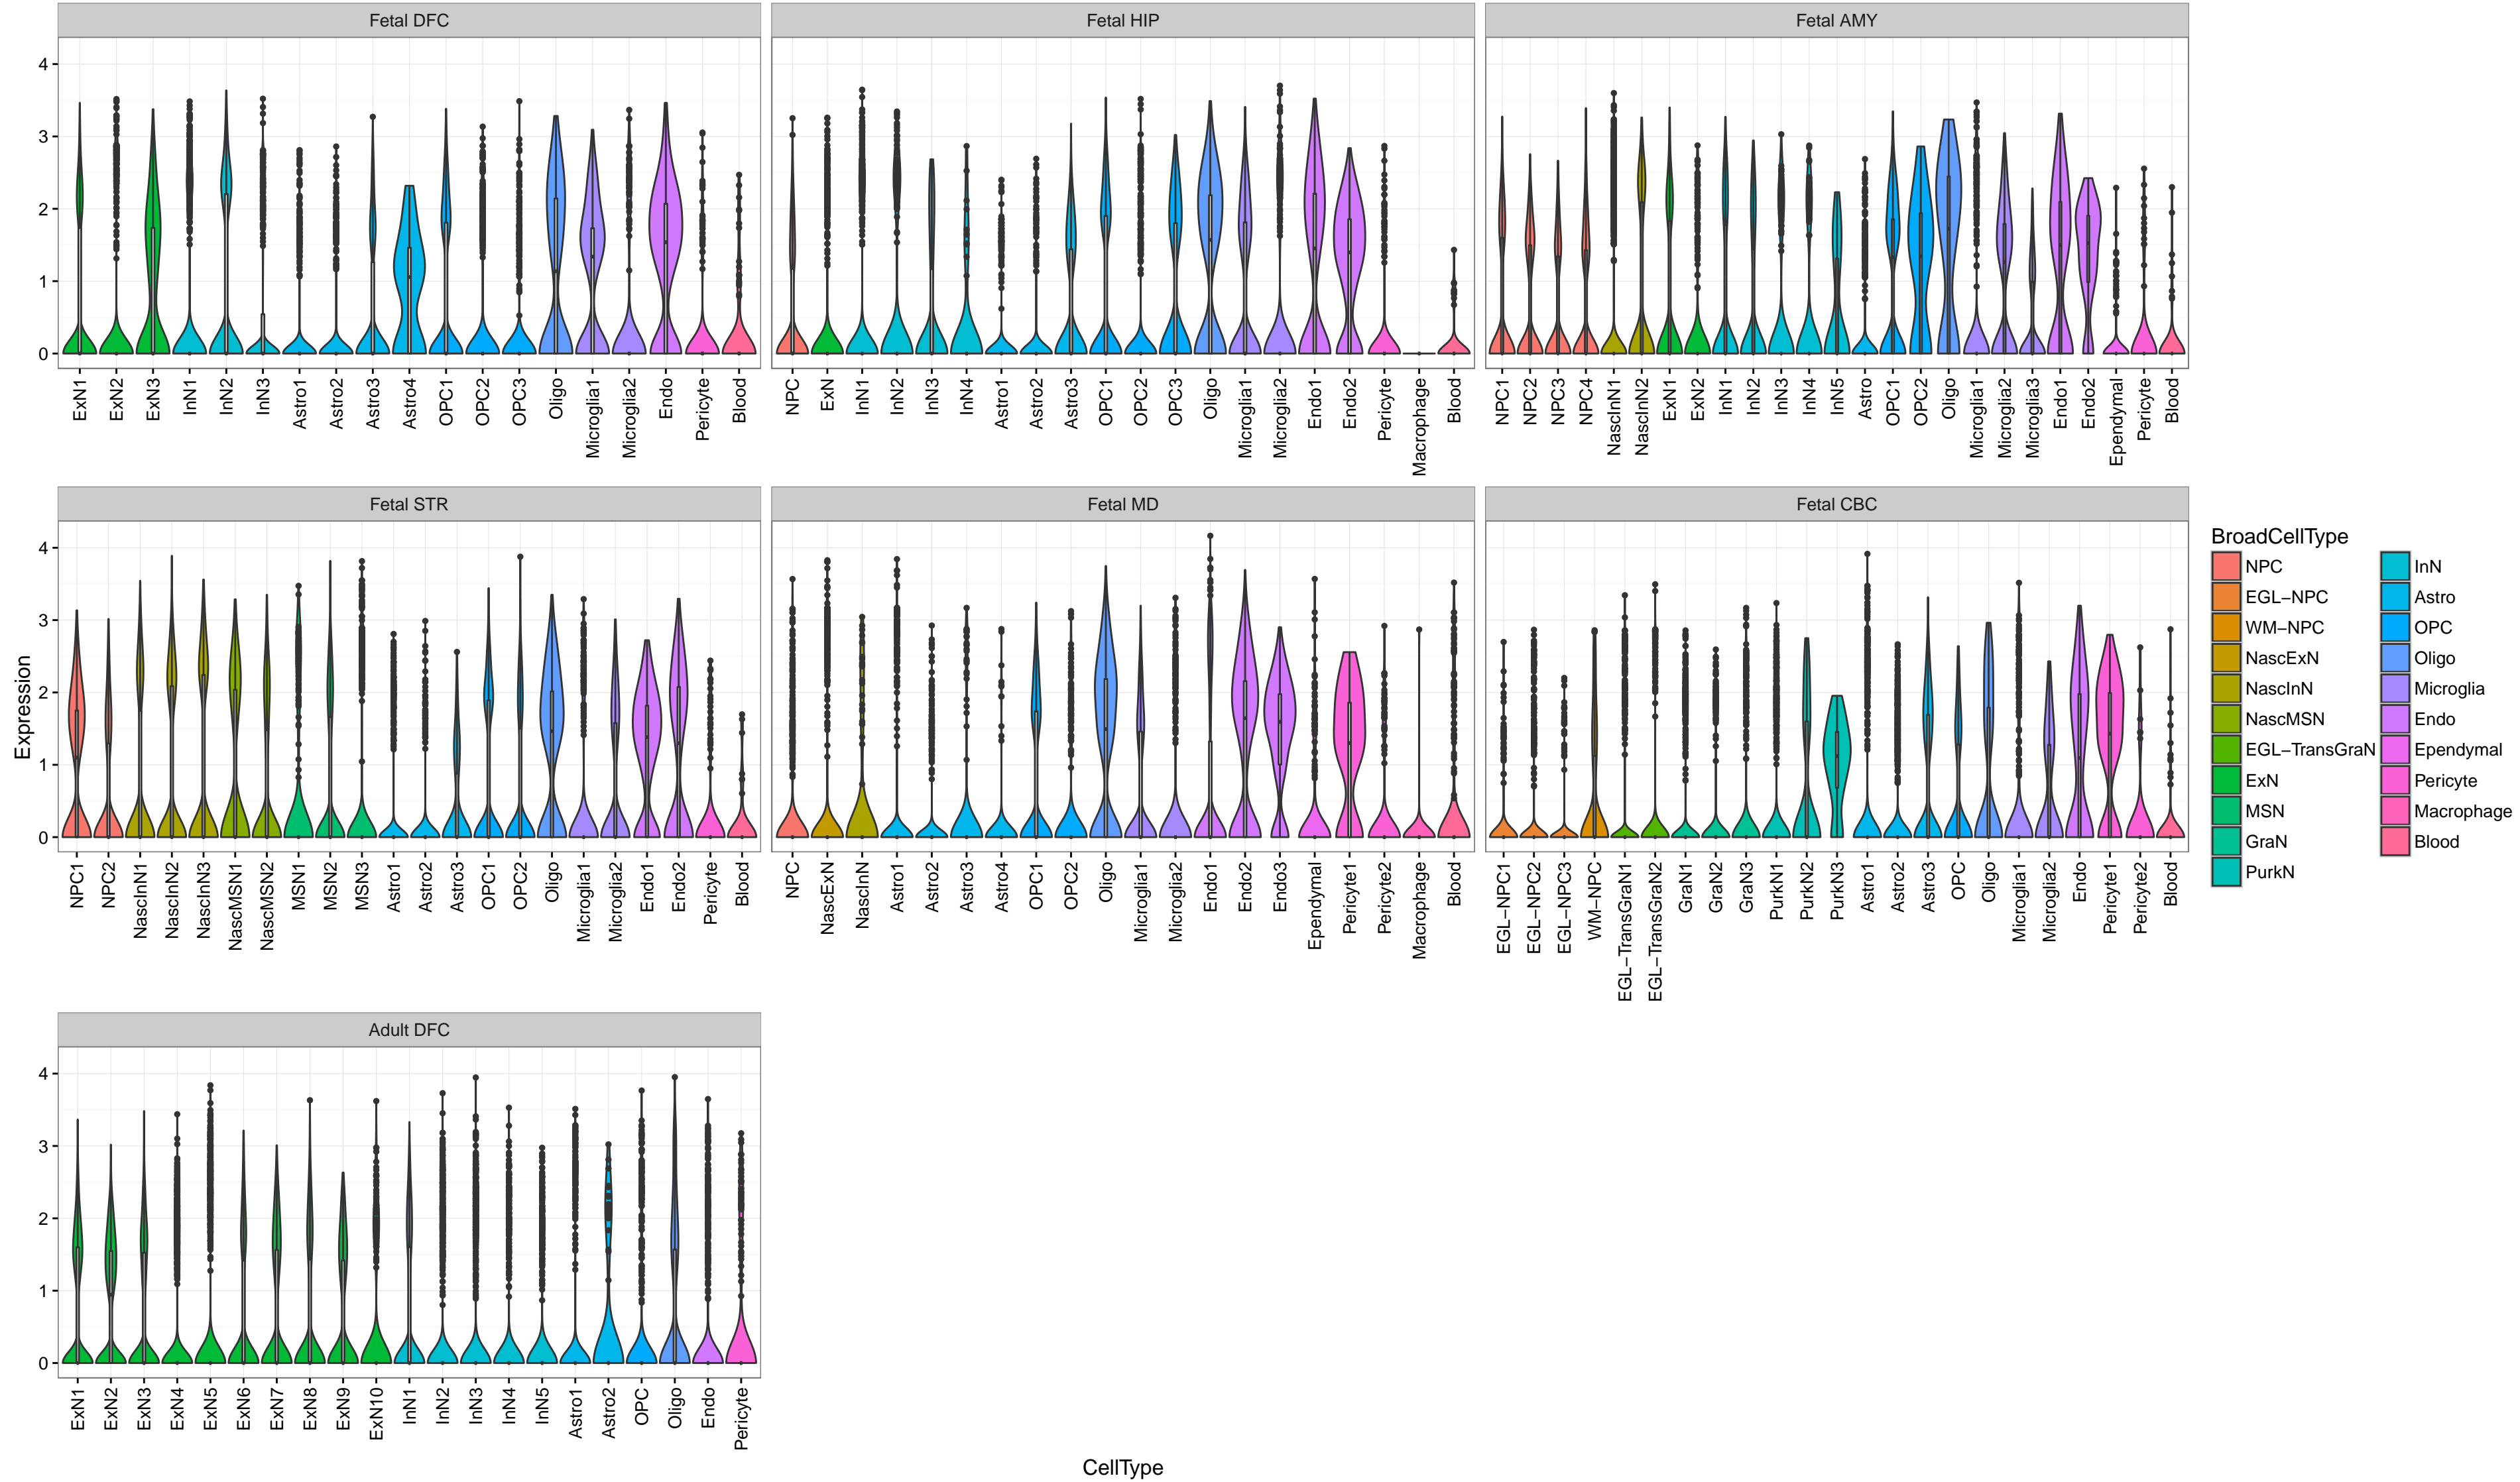 Fetal DFC Fetal HIP Fetal AMY
4
3
2
1
0
ExN1 ExN2 ExN3 InN1 InN2 InN3 Astro1 Astro2 Astro3 Astro4 OPC1 OPC2 OPC3 Oligo Microglia1 Microglia2 Endo Pericyte Blood
NPC ExN InN1 InN2 InN3 InN4 Astro1 Astro2 Astro3 OPC1 OPC2 OPC3 Oligo Microglia1 Microglia2 Endo1 Endo2 Pericyte Macrophage Blood
NPC1 NPC2 NPC3 NPC4 NascInN1 NascInN2 ExN1 ExN2 InN1 InN2 InN3 InN4 InN5 Astro OPC1 OPC2 Oligo Microglia1 Microglia2 Microglia3 Endo1 Endo2 Ependymal Pericyte Blood
Fetal STR Fetal MD Fetal CBC
4
3
2
1
0
NPC1 NPC2 NascInN1 NascInN2 NascInN3 NascMSN1 NascMSN2 MSN1 MSN2 MSN3 Astro1 Astro2 Astro3 OPC1 OPC2 Oligo Microglia1 Microglia2 Endo1 Endo2 Pericyte Blood
NPC NascExN NascInN Astro1 Astro2 Astro3 Astro4 OPC1 OPC2 Oligo Microglia1 Microglia2 Endo1 Endo2 Endo3 Ependymal Pericyte1 Pericyte2 Macrophage Blood
EGL−NPC1 EGL−NPC2 EGL−NPC3 WM−NPC EGL−TransGraN1 EGL−TransGraN2 GraN1 GraN2 GraN3 PurkN1 PurkN2 PurkN3 Astro1 Astro2 Astro3 OPC Oligo Microglia1 Microglia2 Endo Pericyte1 Pericyte2 Blood
Expression
BroadCellType
NPC
EGL−NPC
WM−NPC
NascExN
NascInN
NascMSN
EGL−TransGraN
ExN
MSN
GraN
PurkN
InN
Astro
OPC
Oligo
Microglia
Endo
Ependymal
Pericyte
Macrophage
Blood
Adult DFC
4
3
2
1
0
ExN1 ExN2 ExN3 ExN4 ExN5 ExN6 ExN7 ExN8 ExN9 ExN10 InN1 InN2 InN3 InN4 InN5 Astro1 Astro2 OPC Oligo Endo Pericyte
CellType